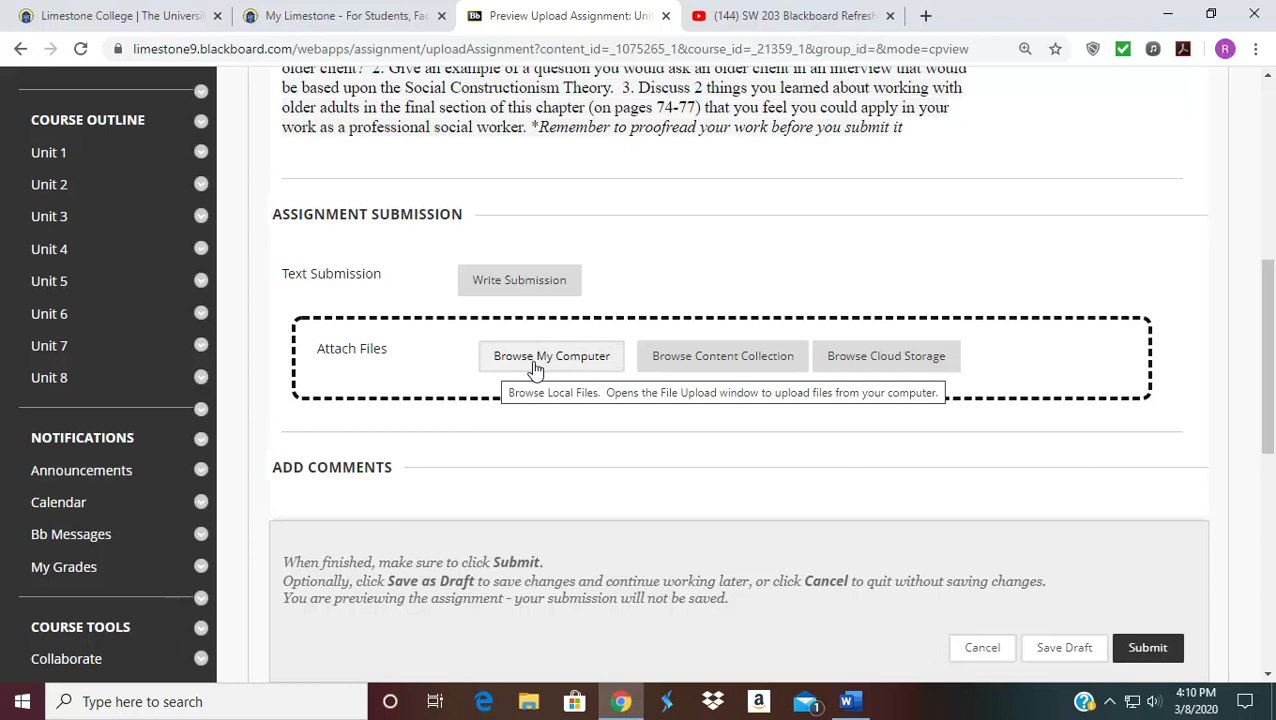 Limestone College | The Universi
My Limestone - For Students, Fac
Bb Preview Upload Assignment: Uni
(144) SW 203 Blackboard Refresh
limestone9.blackboard.com/webapps/assignment/uploadAssignment?content_id=_1075265_1&course_id=_21359_1&group_id=&mode=cpview
R
older client? 2. Give an example of a question you would ask an older client in an interview that would
be based upon the Social Constructionism Theory. 3. Discuss 2 things you learned about working with
older adults in the final section of this chapter (on pages 74-77) that you feel you could apply in your
work as a professional social worker. *Remember to proofread your work before you submit it
COURSE OUTLINE
Unit 1
Unit 2
Unit 3
Unit 4
Unit 5
Unit 6
Unit 7
Unit 8
NOTIFICATIONS
Announcements
Calendar
Bb Messages
My Grades
COURSE TOOLS
Collaborate
ASSIGNMENT SUBMISSION
Text Submission
Write Submission
Attach Files
Browse My Computer
Browse Content Collection
Browse Cloud Storage
Browse Local Files. Opens the File Upload window to upload files from your computer.
ADD COMMENTS
When finished, make sure to click Submit.
Optionally, click Save as Draft to save changes and continue working later, or click Cancel to quit without saving changes.
You are previewing the assignment - your submission will not be saved.
Cancel
Save Draft
Submit
Type here to search
1
4:10 PM
3/8/2020